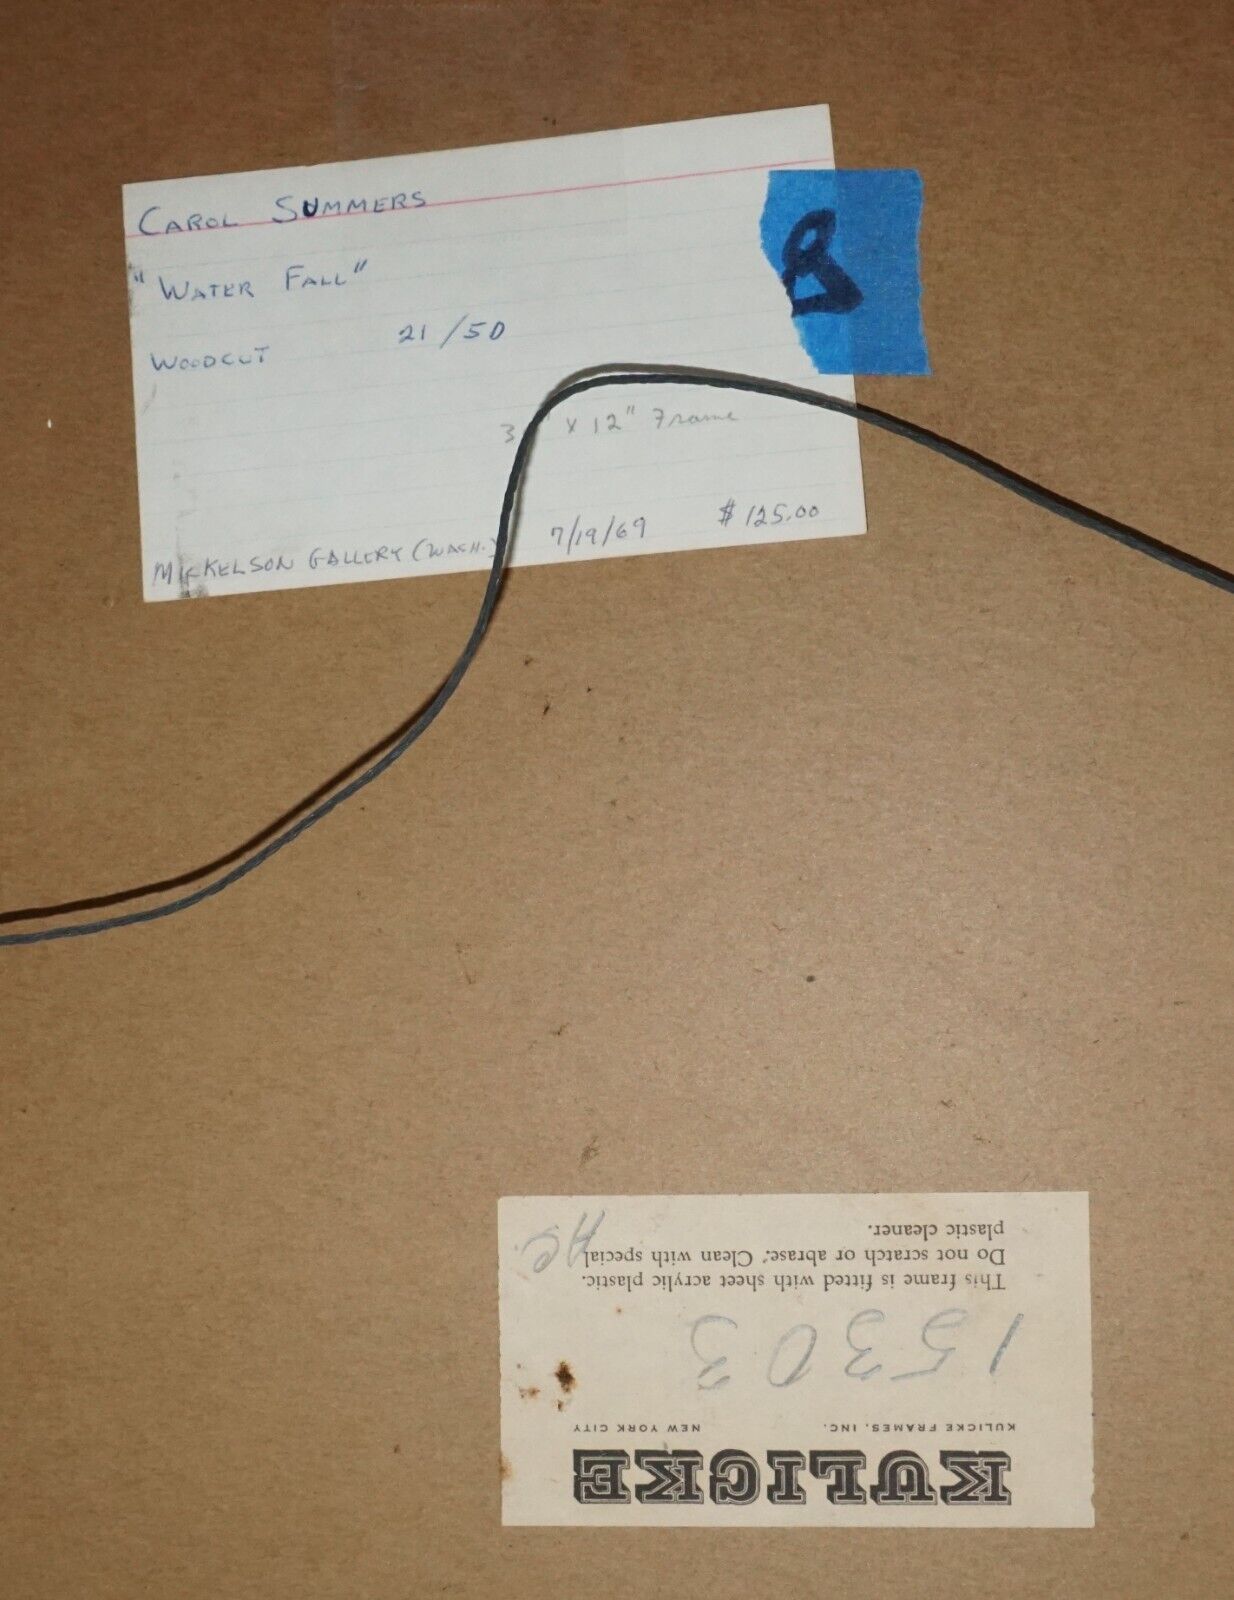 CAROL SUMMERS
"WATER FALL"
WOODCUT 21/50
x 12" Frame
MICKELSON GALLERY (WASH.) 7/19/69 $125.00
B
KULICKE
KULICKE FRAMES, INC. NEW YORK CITY
15303
This frame is fitted with sheet acrylic plastic.
Do not scratch or abrase. Clean with special
plastic cleaner.